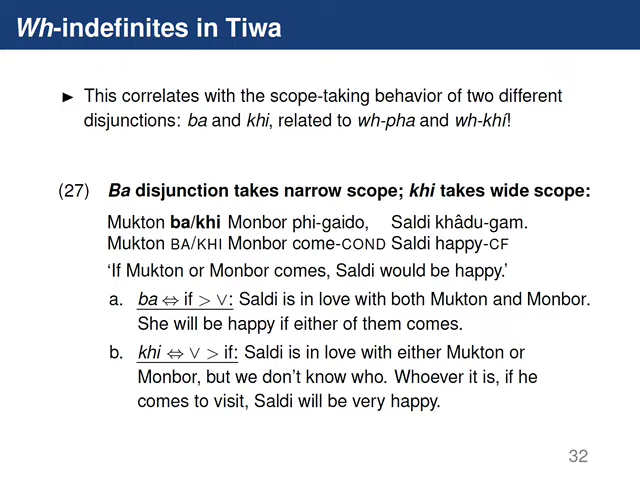 Wh-indefinites in Tiwa
► This correlates with the scope-taking behavior of two different
disjunctions: ba and khi, related to wh-pha and wh-khí!
(27) Ba disjunction takes narrow scope; khi takes wide scope:
Mukton ba/khi Monbor phi-gaido, Saldi khâdu-gam.
Mukton BA/KHI Monbor come-COND Saldi happy-CF
‘If Mukton or Monbor comes, Saldi would be happy.’
a. ba ⇔ if > ∨: Saldi is in love with both Mukton and Monbor.
She will be happy if either of them comes.
b. khi ⇔ ∨ > if: Saldi is in love with either Mukton or
Monbor, but we don’t know who. Whoever it is, if he
comes to visit, Saldi will be very happy.
32